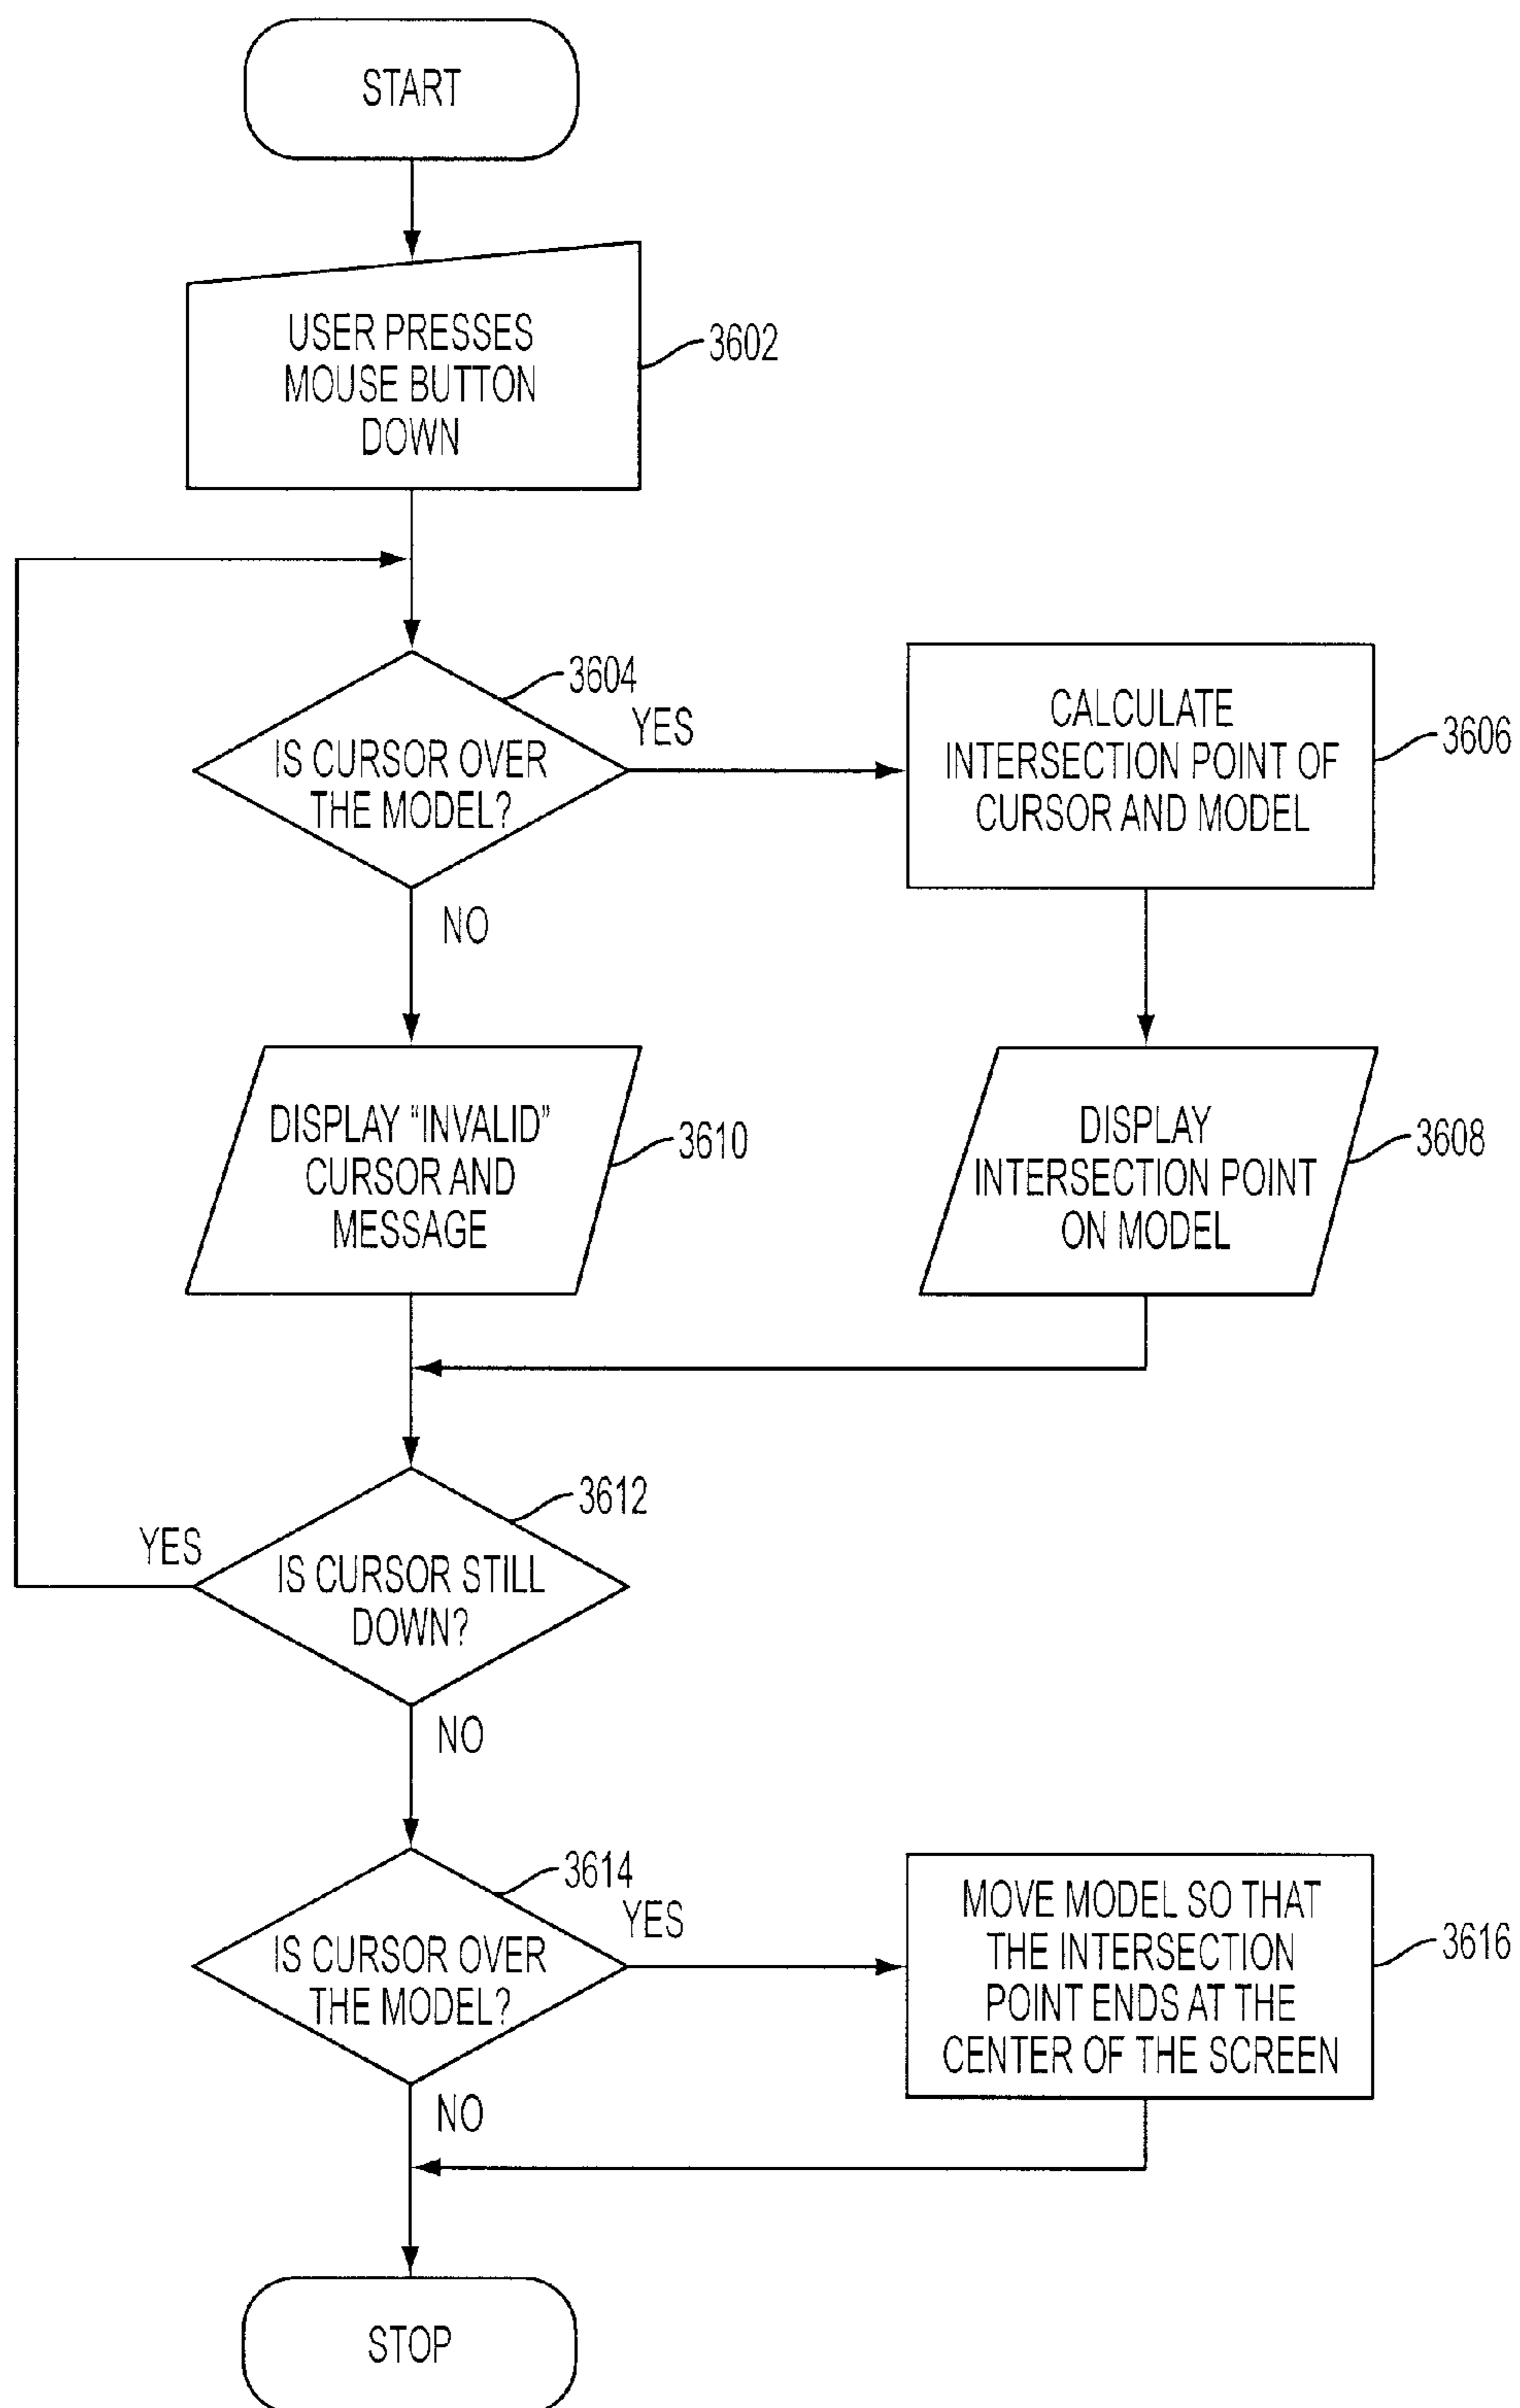 START
USER PRESSES
MOUSE BUTTON
DOWN
3602
3604
YES
IS CURSOR OVER
THE MODEL?
NO
CALCULATE
INTERSECTION POINT OF
CURSOR AND MODEL
3606
DISPLAY "INVALID"
CURSOR AND
MESSAGE
3610
DISPLAY
INTERSECTION POINT
ON MODEL
3608
3612
YES
IS CURSOR STILL
DOWN?
NO
3614
YES
IS CURSOR OVER
THE MODEL?
NO
MOVE MODEL SO THAT
THE INTERSECTION
POINT ENDS AT THE
CENTER OF THE SCREEN
3616
STOP